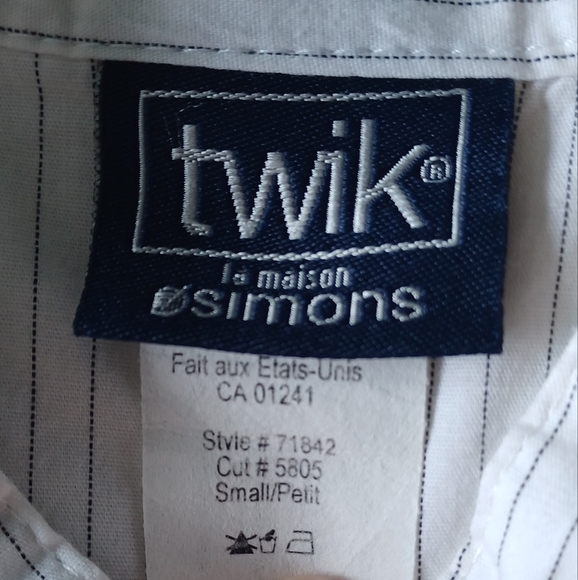 twik®
la maison
simons
Fait aux Etats-Unis
CA 01241
Style # 71842
Cut # 5805
Small/Petit